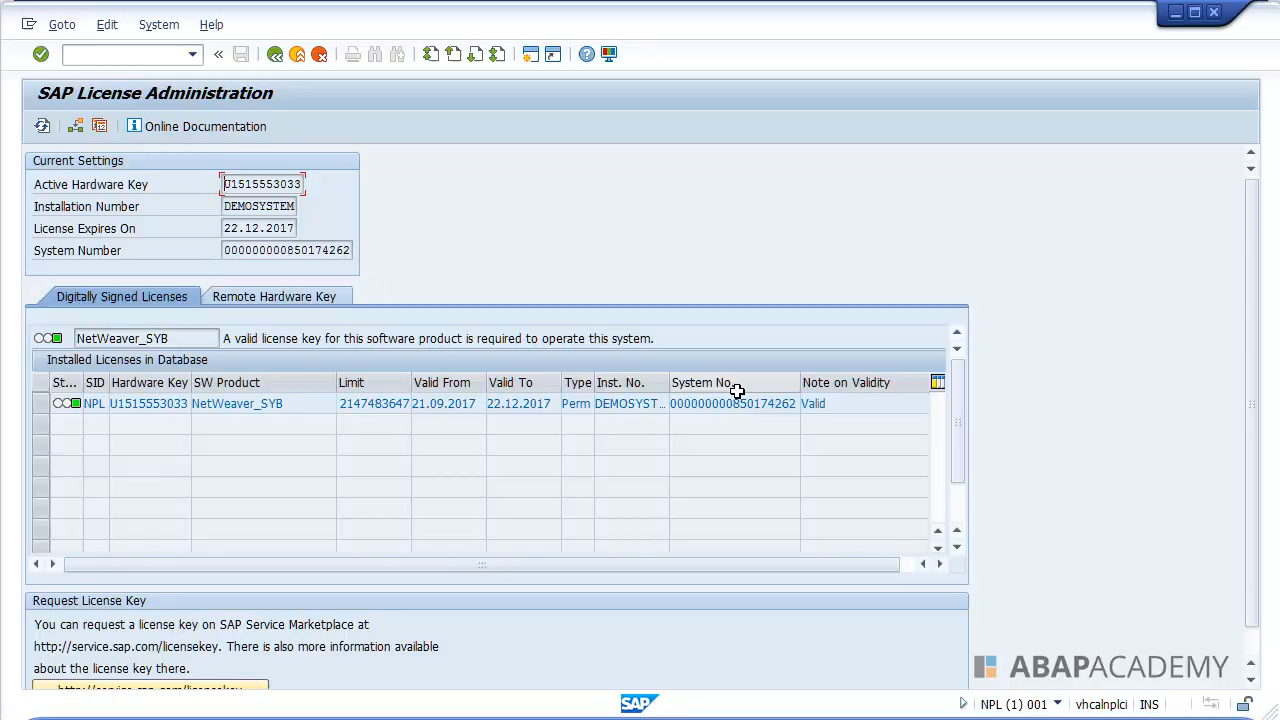 Goto Edit System Help
SAP License Administration
Online Documentation
Current Settings
Active Hardware Key U1515553033
Installation Number DEMOSYSTEM
License Expires On 22.12.2017
System Number 000000000850174262
Digitally Signed Licenses Remote Hardware Key
NetWeaver_SYB A valid license key for this software product is required to operate this system.
Installed Licenses in Database
St... SID Hardware Key SW Product Limit Valid From Valid To Type Inst. No. System No. Note on Validity
NPL U1515553033 NetWeaver_SYB 2147483647 21.09.2017 22.12.2017 Perm DEMOSYST... 000000000850174262 Valid
Request License Key
You can request a license key on SAP Service Marketplace at
http://service.sap.com/licensekey. There is also more information available
about the license key there.
http://service.sap.com/licensekey
ABAPACADEMY
SAP NPL (1) 001 vhcalnplci INS